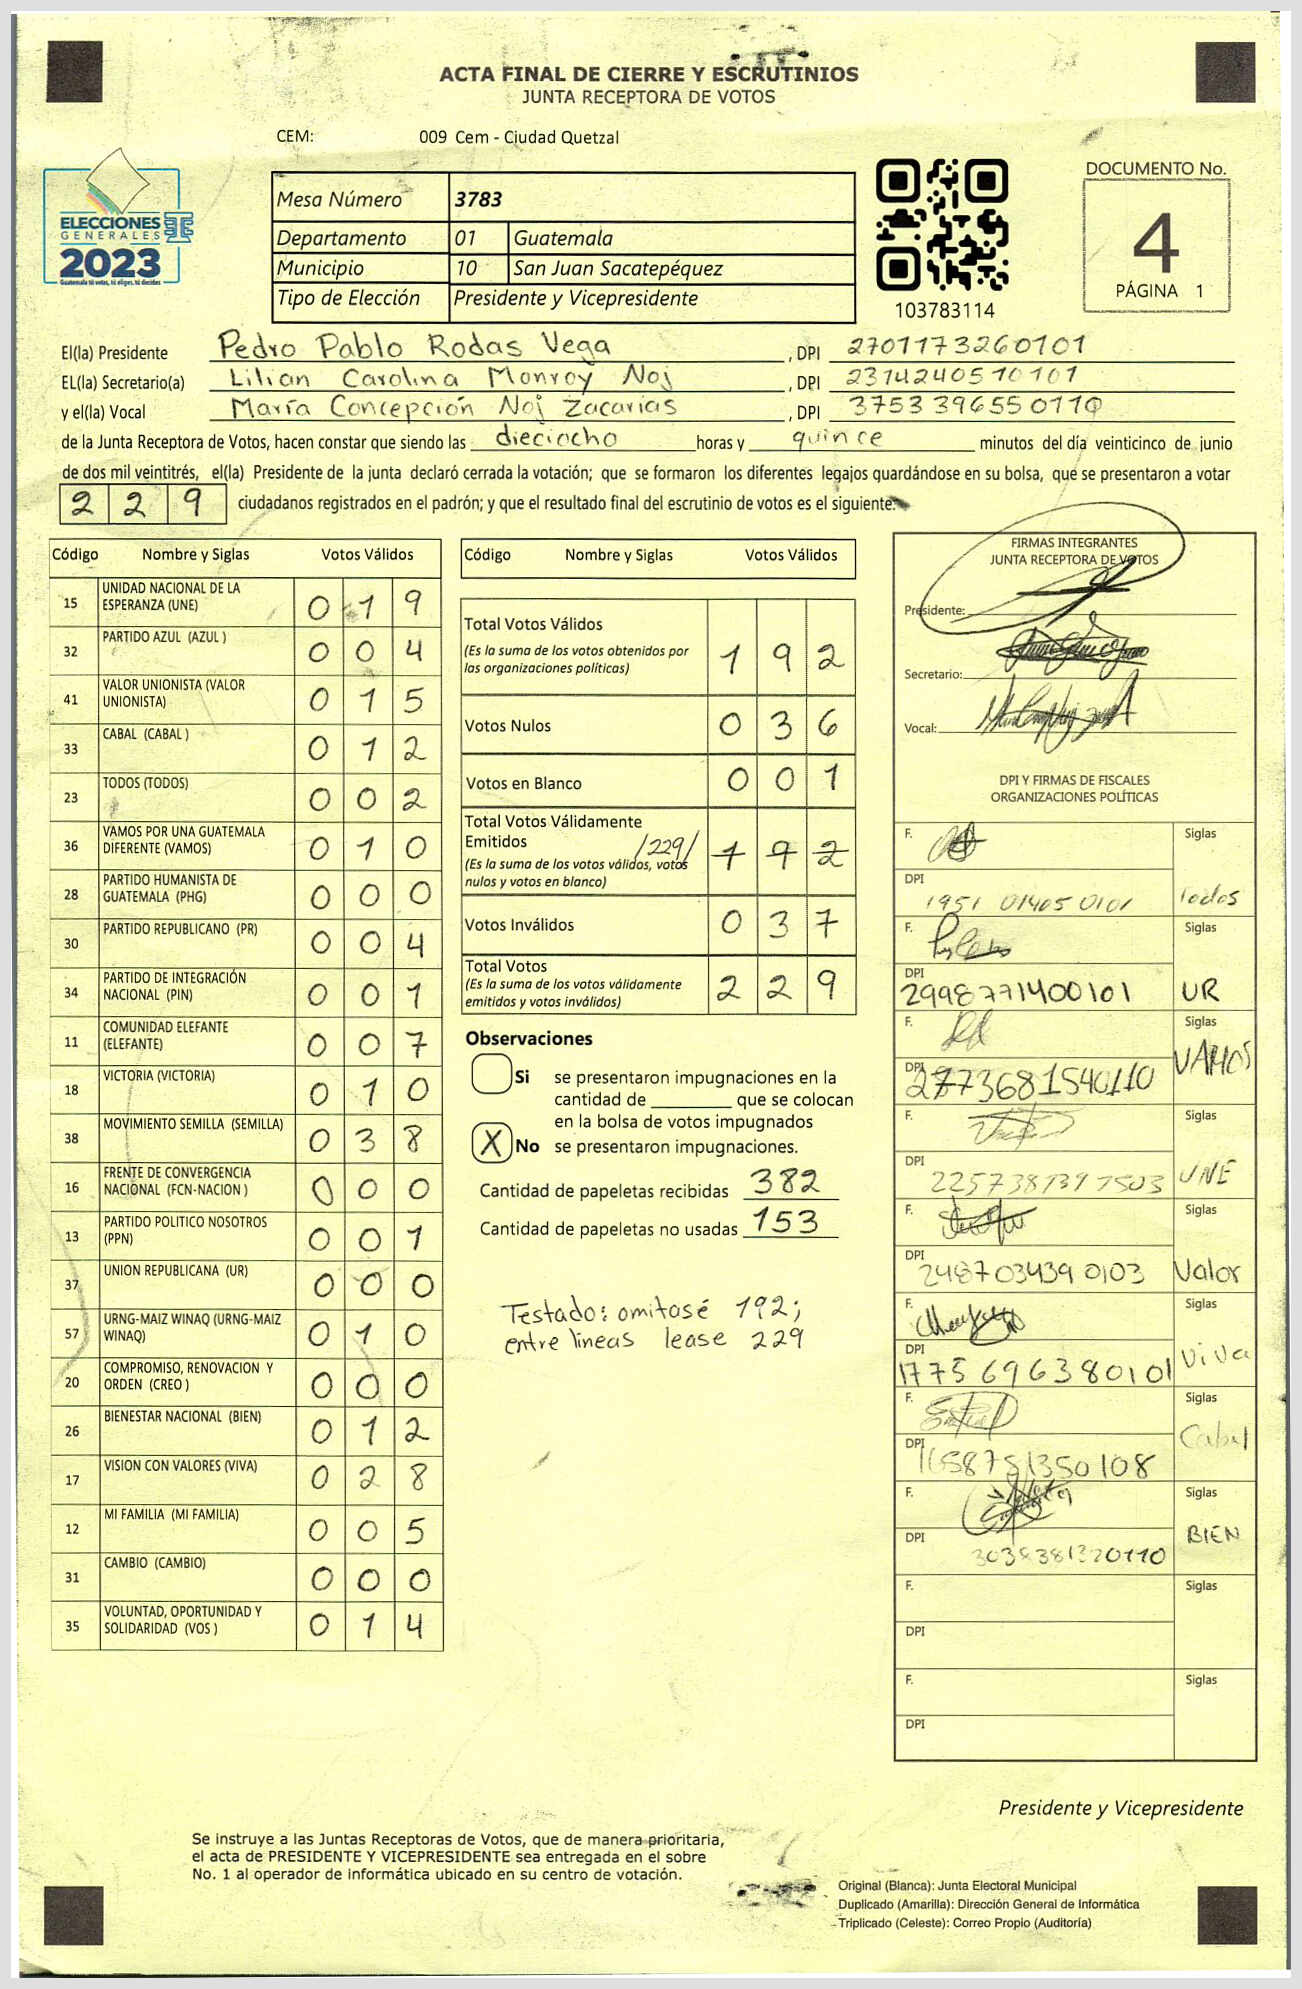 ACTA FINAL DE CIERRE Y ESCRUTINIOS
JUNTA RECEPTORA DE VOTOS
CEM: 009 Cem - Ciudad Quetzal
ELECCIONES
GENERALES
2023
Guatemala tú votas, tú eliges, tú decides
Mesa Número 3783
Departamento 01 Guatemala
Municipio 10 San Juan Sacatepéquez
Tipo de Elección Presidente y Vicepresidente
103783114
DOCUMENTO No.
4
PÁGINA 1
El(la) Presidente Pedro Pablo Rodas Vega , DPI 2701173260101
EL(la) Secretario(a) Lilian Carolina Monroy Noj , DPI 2314240510101
y el(la) Vocal María Concepción Noj Zacarias , DPI 3753396550110
de la Junta Receptora de Votos, hacen constar que siendo las dieciocho horas y quince minutos del día veinticinco de junio
de dos mil veintitrés, el(la) Presidente de la junta declaró cerrada la votación; que se formaron los diferentes legajos guardándose en su bolsa, que se presentaron a votar
2 2 9 ciudadanos registrados en el padrón; y que el resultado final del escrutinio de votos es el siguiente:
Código Nombre y Siglas Votos Válidos
15 UNIDAD NACIONAL DE LA ESPERANZA (UNE) 0 1 9
32 PARTIDO AZUL (AZUL ) 0 0 4
41 VALOR UNIONISTA (VALOR UNIONISTA) 0 1 5
33 CABAL (CABAL ) 0 1 2
23 TODOS (TODOS) 0 0 2
36 VAMOS POR UNA GUATEMALA DIFERENTE (VAMOS) 0 1 0
28 PARTIDO HUMANISTA DE GUATEMALA (PHG) 0 0 0
30 PARTIDO REPUBLICANO (PR) 0 0 4
34 PARTIDO DE INTEGRACIÓN NACIONAL (PIN) 0 0 1
11 COMUNIDAD ELEFANTE (ELEFANTE) 0 0 7
18 VICTORIA (VICTORIA) 0 1 0
38 MOVIMIENTO SEMILLA (SEMILLA) 0 3 8
16 FRENTE DE CONVERGENCIA NACIONAL (FCN-NACION ) 0 0 0
13 PARTIDO POLITICO NOSOTROS (PPN) 0 0 1
37 UNION REPUBLICANA (UR) 0 0 0
57 URNG-MAIZ WINAQ (URNG-MAIZ WINAQ) 0 1 0
20 COMPROMISO, RENOVACION Y ORDEN (CREO ) 0 0 0
26 BIENESTAR NACIONAL (BIEN) 0 1 2
17 VISION CON VALORES (VIVA) 0 2 8
12 MI FAMILIA (MI FAMILIA) 0 0 5
31 CAMBIO (CAMBIO) 0 0 0
35 VOLUNTAD, OPORTUNIDAD Y SOLIDARIDAD (VOS ) 0 1 4
Código Nombre y Siglas Votos Válidos
Total Votos Válidos
(Es la suma de los votos obtenidos por
las organizaciones políticas) 1 9 2
Votos Nulos 0 3 6
Votos en Blanco 0 0 1
Total Votos Válidamente
Emitidos /229/ 1 9 2
(Es la suma de los votos válidos, votos
nulos y votos en blanco)
Votos Inválidos 0 3 7
Total Votos
(Es la suma de los votos válidamente
emitidos y votos inválidos) 2 2 9
Observaciones
Si se presentaron impugnaciones en la
cantidad de ________ que se colocan
en la bolsa de votos impugnados
X No se presentaron impugnaciones.
Cantidad de papeletas recibidas 382
Cantidad de papeletas no usadas 153
Testado: omitasé 192;
entre lineas lease 229
FIRMAS INTEGRANTES
JUNTA RECEPTORA DE VOTOS
Presidente:
Secretario:
Vocal:
DPI Y FIRMAS DE FISCALES
ORGANIZACIONES POLÍTICAS
F. Siglas
DPI 1951 01405 0101 Todos
F. Siglas
DPI 2998771400101 UR
F. Siglas
DPI VAMOS
F. Siglas
DPI UNE
F. Siglas
DPI 2487034390103 Valor
F. Siglas
DPI 1775696380101 ViVa
F. Siglas
DPI Cabal
F. Siglas
DPI BIEN
F. Siglas
DPI
F. Siglas
DPI
Presidente y Vicepresidente
Se instruye a las Juntas Receptoras de Votos, que de manera prioritaria,
el acta de PRESIDENTE Y VICEPRESIDENTE sea entregada en el sobre
No. 1 al operador de informática ubicado en su centro de votación.
Original (Blanca): Junta Electoral Municipal
Duplicado (Amarilla): Dirección General de Informática
Triplicado (Celeste): Correo Propio (Auditoría)